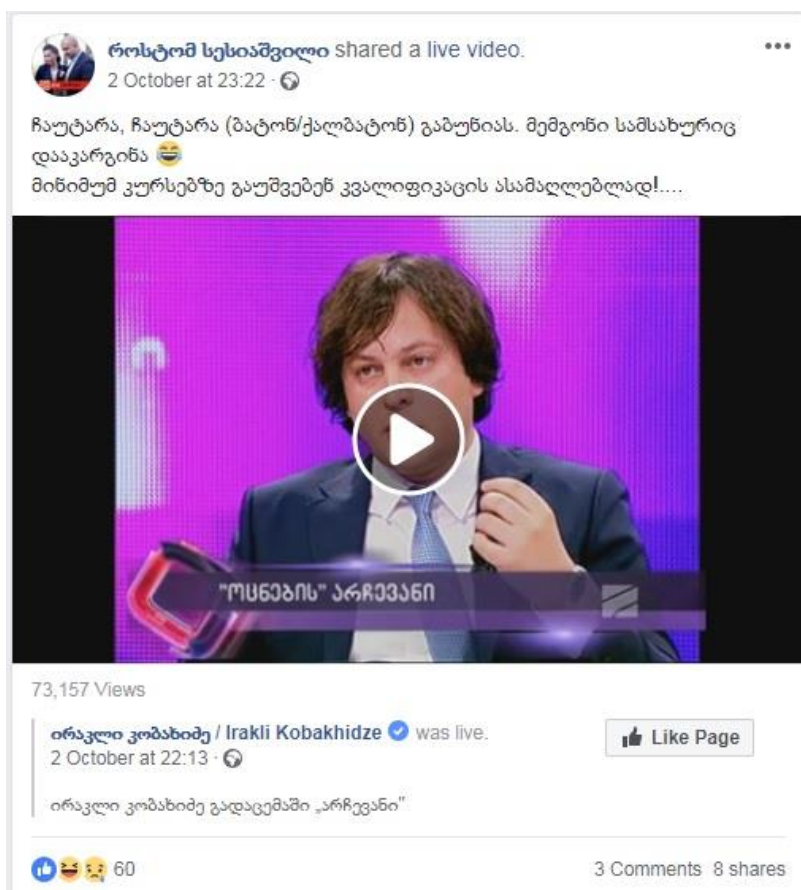 როსტომ სესიაშვილი shared a live video.
2 October at 23:22 ·
ჩაუტარა, ჩაუტარა (ბატონ/ქალბატონ) გაბუნიას. მემგონი სამსახურიც
დააკარგინა 😂
მინიმუმ კურსებზე გაუშვებენ კვალიფიკაცის ასამაღლებლად!....
"ოცნების" არჩევანი
73,157 Views
ირაკლი კობახიძე / Irakli Kobakhidze was live.
Like Page
2 October at 22:13 ·
ირაკლი კობახიძე გადაცემაში „არჩევანი"
60
3 Comments 8 shares